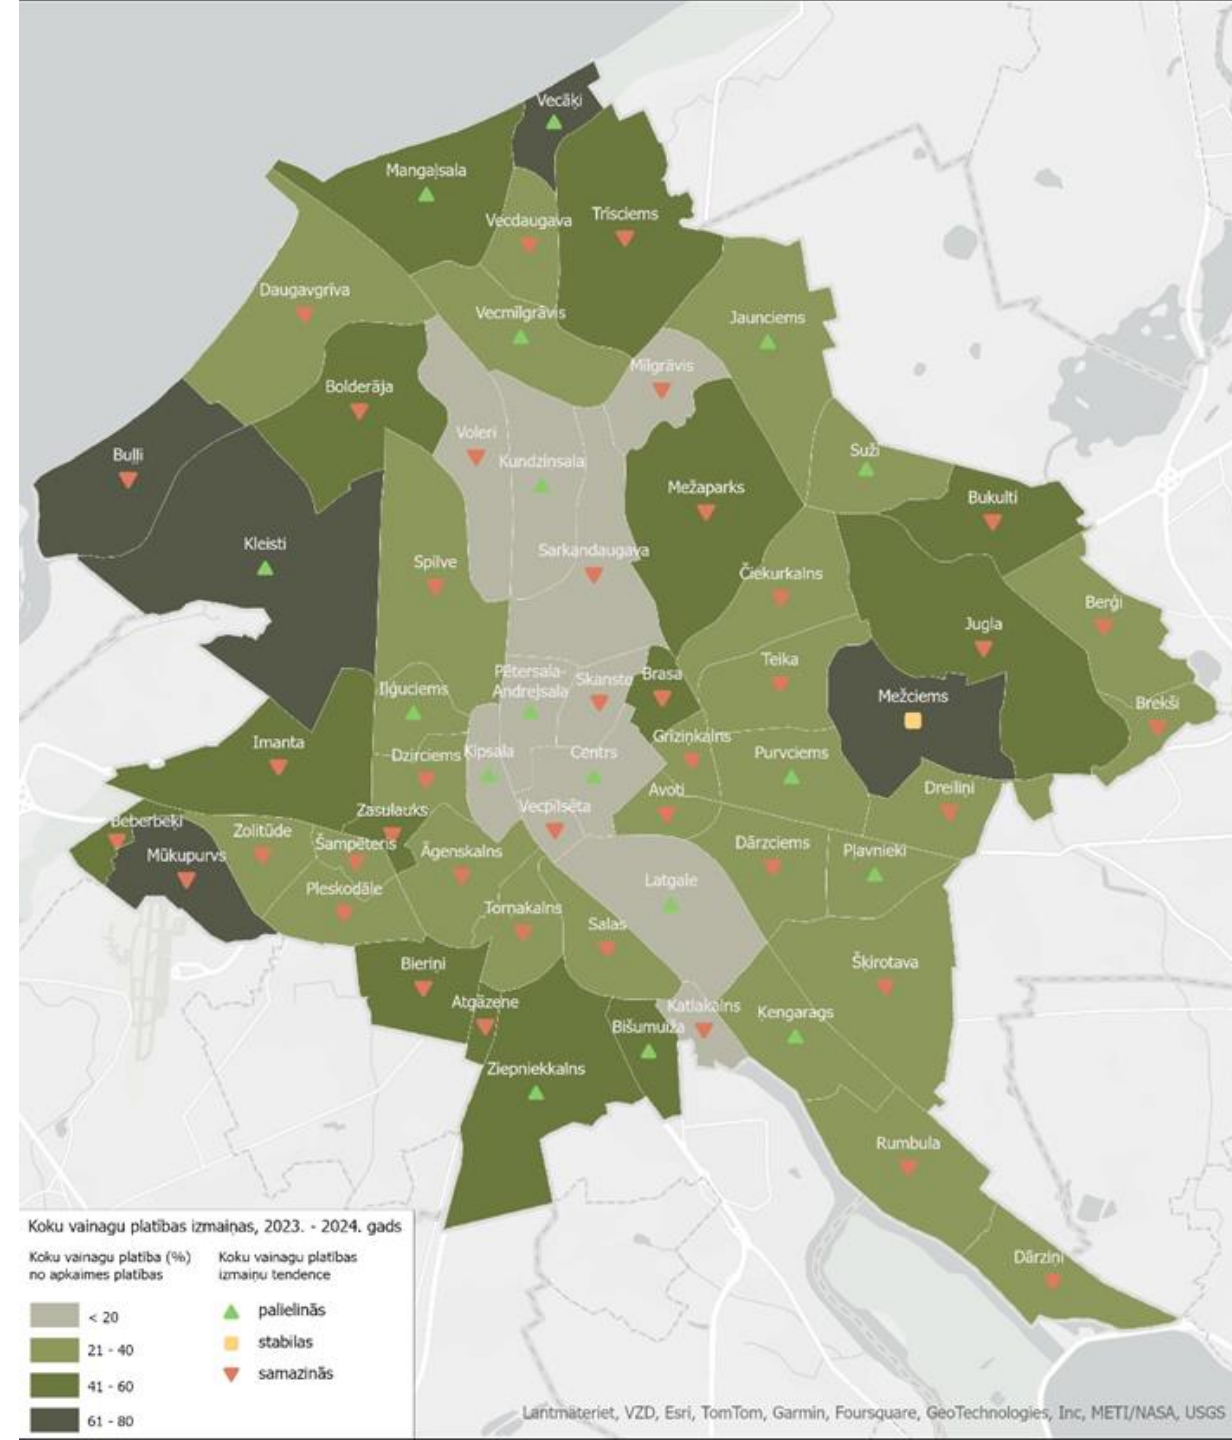 Vecāķi
Mangaļsala
Trīsciems
Vecdaugava
Daugavgrīva
Vecmīlgrāvis
Jaunciems
Mīlgrāvis
Bolderāja
Voleri
Suži
Buļļi
Kundziņsala
Mežaparks
Bukulti
Kleisti
Sarkandaugava
Spilve
Čiekurkalns
Berģi
Jugla
Teika
Pētersala-
Andrejsala
Skanste
Brasa
Iļģuciems
Mežciems
Brekši
Grīziņkalns
Imanta
Dzirciems
Ķīpsala
Centrs
Purvciems
Avoti
Dreiliņi
Vecpilsēta
Zasulauks
Beberbeķi
Zolitūde
Šampēteris
Āgenskalns
Dārzciems
Pļavnieki
Mūkupurvs
Latgale
Pleskodāle
Torņakalns
Salas
Bieriņi
Šķirotava
Atgāzene
Katlakalns
Ķengarags
Bišumuiža
Ziepniekkalns
Rumbula
Dārziņi
Koku vainagu platības izmaiņas, 2023. - 2024. gads
Koku vainagu platība (%)
no apkaimes platības
< 20
21 - 40
41 - 60
61 - 80
Koku vainagu platības
izmaiņu tendence
palielinās
stabilas
samazinās
Lantmäteriet, VZD, Esri, TomTom, Garmin, Foursquare, GeoTechnologies, Inc, METI/NASA, USGS